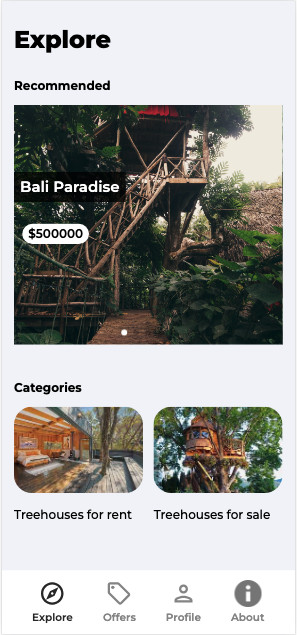 Explore
Recommended
Bali Paradise
$500000
Categories
Treehouses for rent
Treehouses for sale
Explore
Offers
Profile
About